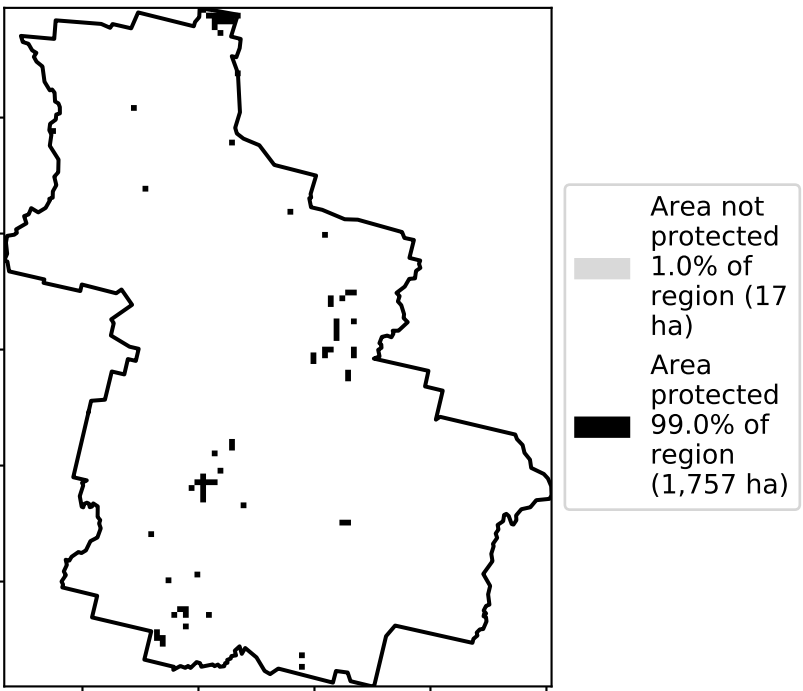 Area not
protected
1.0% of
region (17
ha)
Area
protected
99.0% of
region
(1,757 ha)